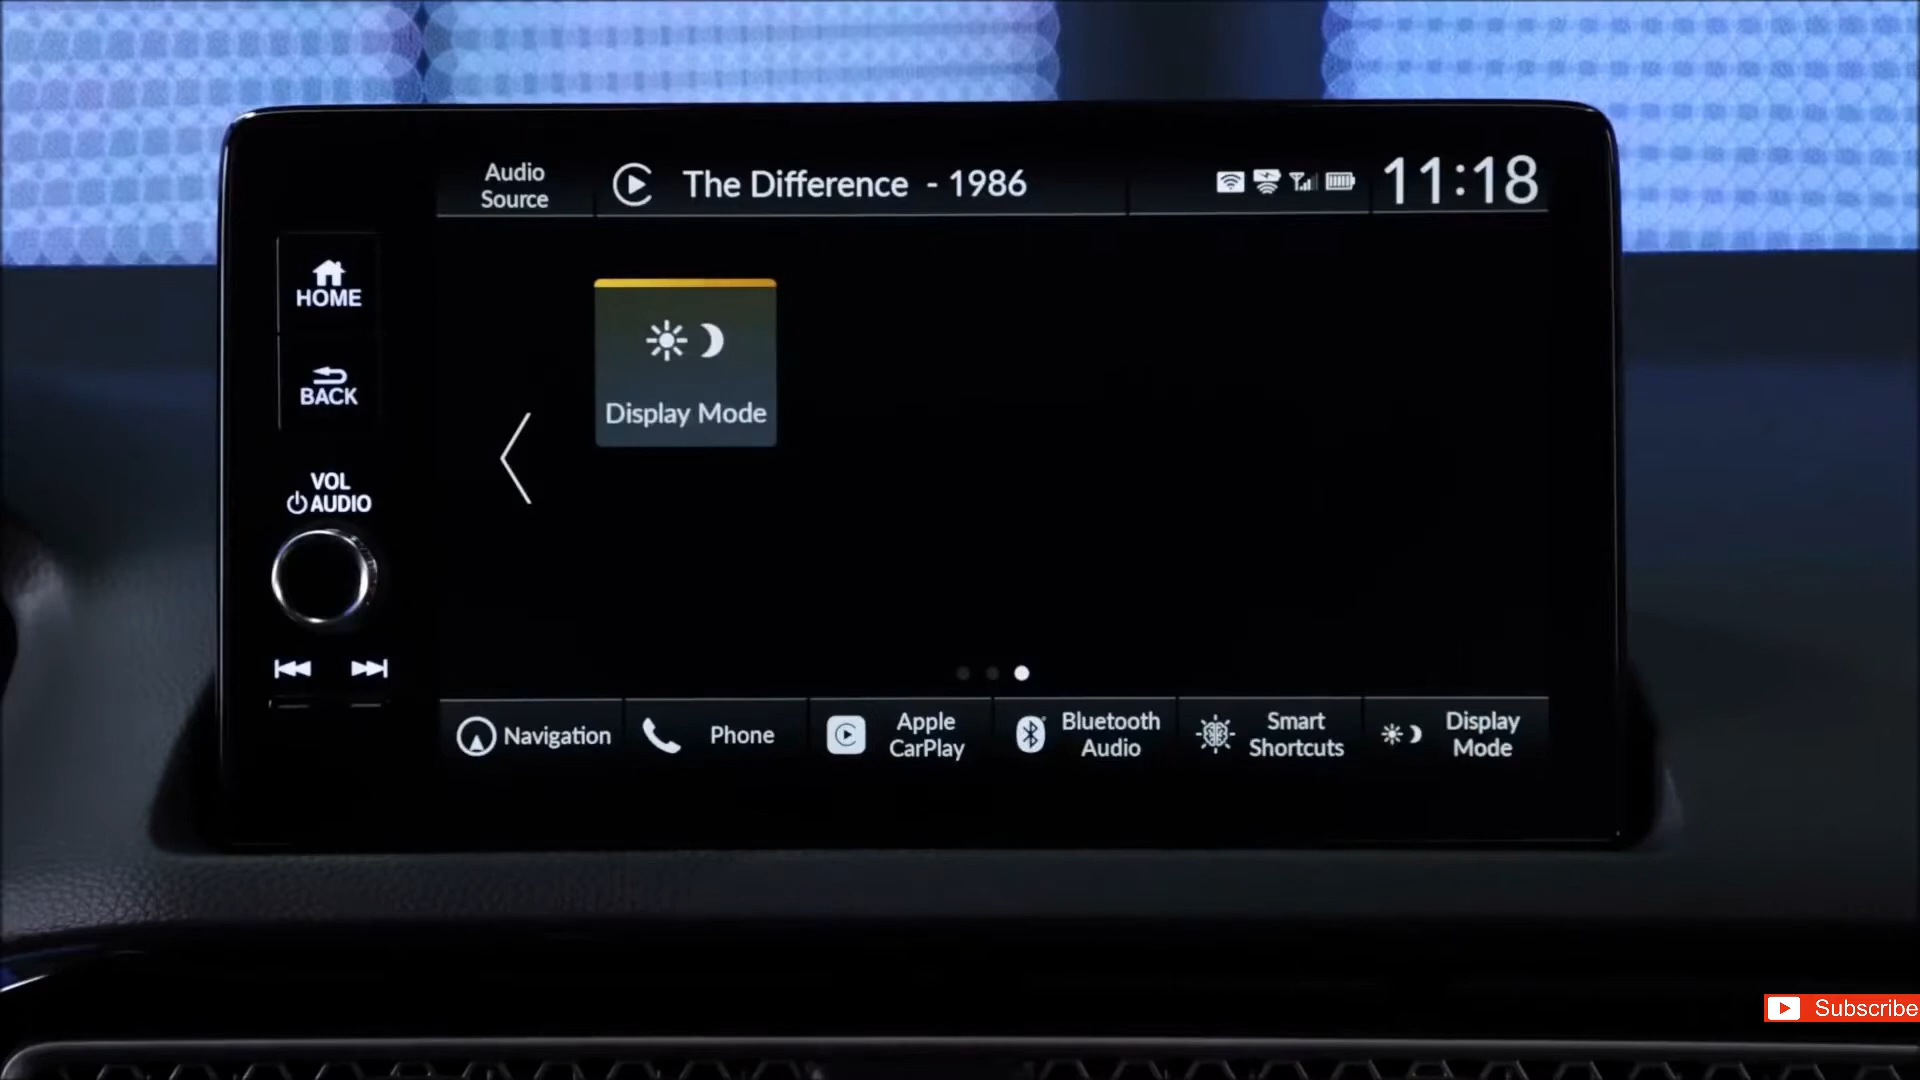 Audio
Source
The Difference - 1986
11:18
HOME
BACK
VOL
AUDIO
Display Mode
Navigation
Phone
Apple
CarPlay
Bluetooth
Audio
Smart
Shortcuts
Display
Mode
Subscribe